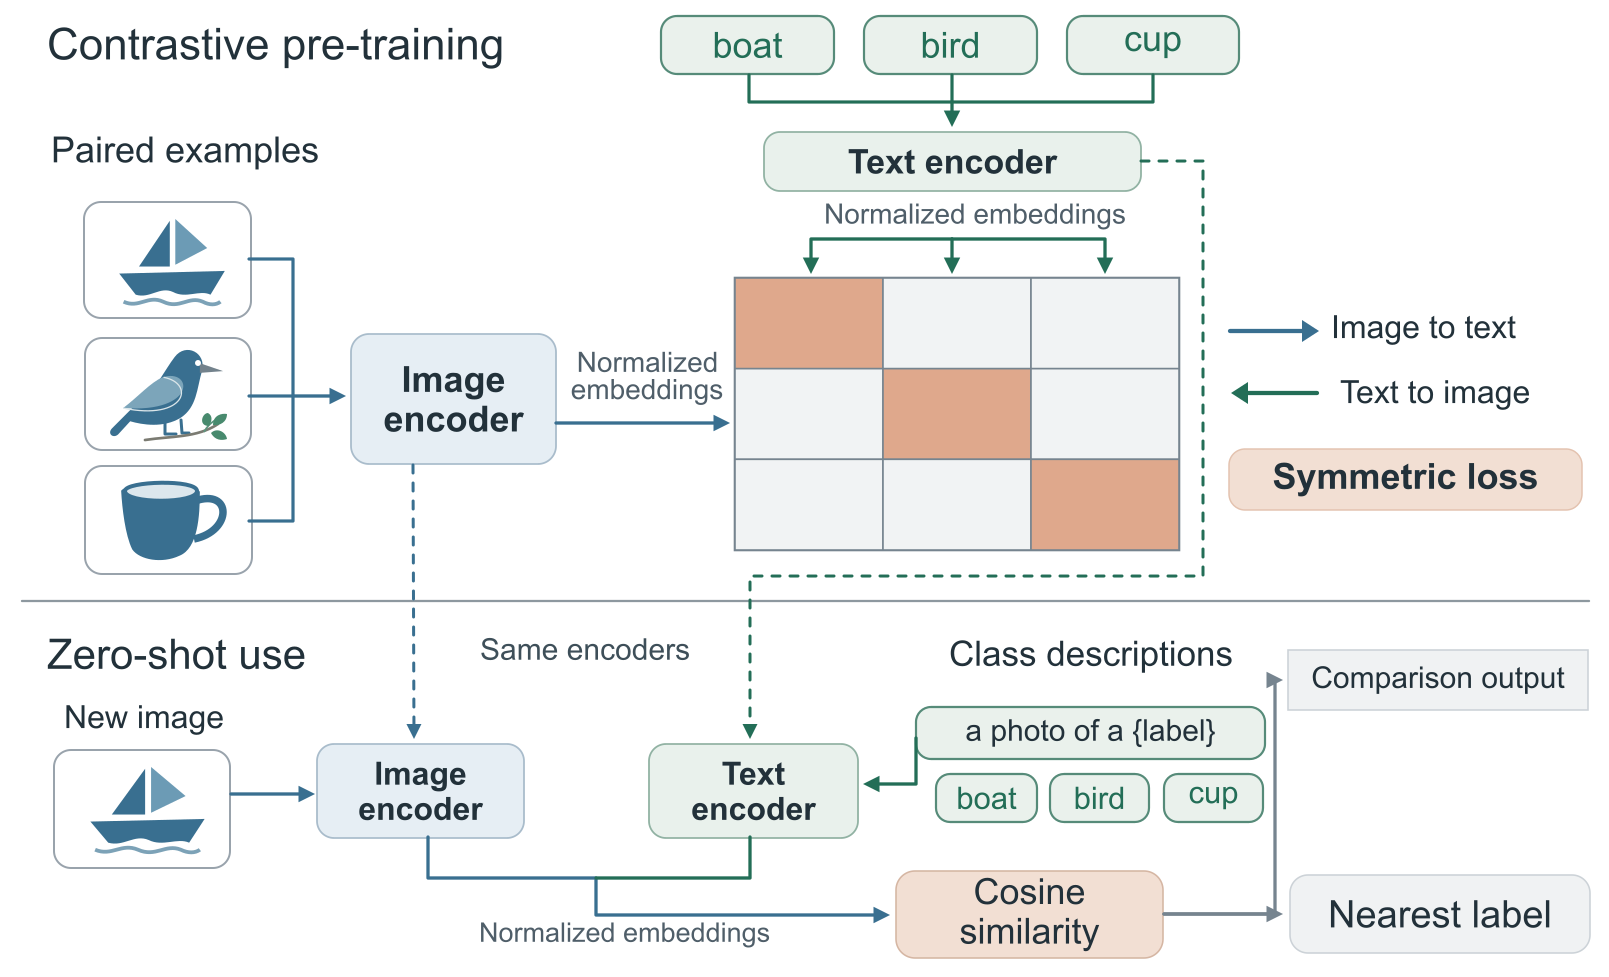 Contrastive pre-training
boat
bird
cup
Paired examples
Text encoder
Normalized embeddings
Image
encoder
Normalized
embeddings
Image to text
Text to image
Symmetric loss
Zero-shot use
Same encoders
Class descriptions
Comparison output
New image
a photo of a {label}
Image
encoder
Text
encoder
boat
bird
cup
Cosine
similarity
Nearest label
Normalized embeddings